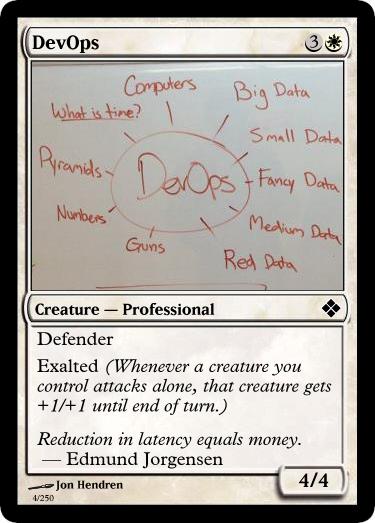 DevOps 3
Computers
Big Data
What is time?
Small Data
Pyramids
DevOps
Fancy Data
Numbers
Medium Data
Guns
Red Data
Creature — Professional
Defender
Exalted (Whenever a creature you
control attacks alone, that creature gets
+1/+1 until end of turn.)
Reduction in latency equals money.
— Edmund Jorgensen
Jon Hendren
4/4
4/250